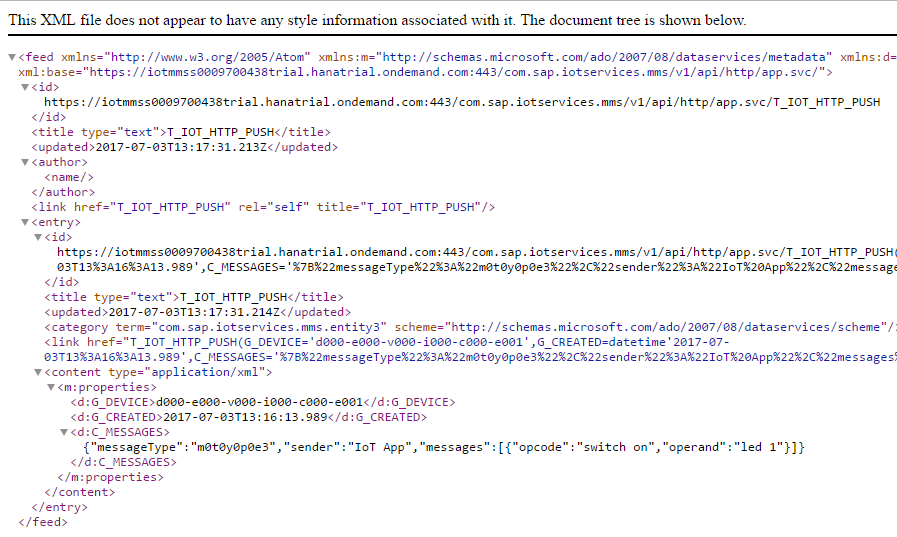 This XML file does not appear to have any style information associated with it. The document tree is shown below.
<feed xmlns="http://www.w3.org/2005/Atom" xmlns:m="http://schemas.microsoft.com/ado/2007/08/dataservices/metadata" xmlns:d=
xml:base="https://iotmmss0009700438trial.hanatrial.ondemand.com:443/com.sap.iotservices.mms/v1/api/http/app.svc/">
<id>
https://iotmmss0009700438trial.hanatrial.ondemand.com:443/com.sap.iotservices.mms/v1/api/http/app.svc/T_IOT_HTTP_PUSH
</id>
<title type="text">T_IOT_HTTP_PUSH</title>
<updated>2017-07-03T13:17:31.213Z</updated>
<author>
<name/>
</author>
<link href="T_IOT_HTTP_PUSH" rel="self" title="T_IOT_HTTP_PUSH"/>
<entry>
<id>
https://iotmmss0009700438trial.hanatrial.ondemand.com:443/com.sap.iotservices.mms/v1/api/http/app.svc/T_IOT_HTTP_PUSH(
03T13%3A16%3A13.989',C_MESSAGES='%7B%22messageType%22%3A%22m0t0y0p0e3%22%2C%22sender%22%3A%22IoT%20App%22%2C%22message
</id>
<title type="text">T_IOT_HTTP_PUSH</title>
<updated>2017-07-03T13:17:31.214Z</updated>
<category term="com.sap.iotservices.mms.entity3" scheme="http://schemas.microsoft.com/ado/2007/08/dataservices/scheme"/>
<link href="T_IOT_HTTP_PUSH(G_DEVICE='d000-e000-v000-i000-c000-e001',G_CREATED=datetime'2017-07-
03T13%3A16%3A13.989',C_MESSAGES='%7B%22messageType%22%3A%22m0t0y0p0e3%22%2C%22sender%22%3A%22IoT%20App%22%2C%22messages%
<content type="application/xml">
<m:properties>
<d:G_DEVICE>d000-e000-v000-i000-c000-e001</d:G_DEVICE>
<d:G_CREATED>2017-07-03T13:16:13.989</d:G_CREATED>
<d:C_MESSAGES>
{"messageType":"m0t0y0p0e3","sender":"IoT App","messages":[{"opcode":"switch on","operand":"led 1"}]}
</d:C_MESSAGES>
</m:properties>
</content>
</entry>
</feed>